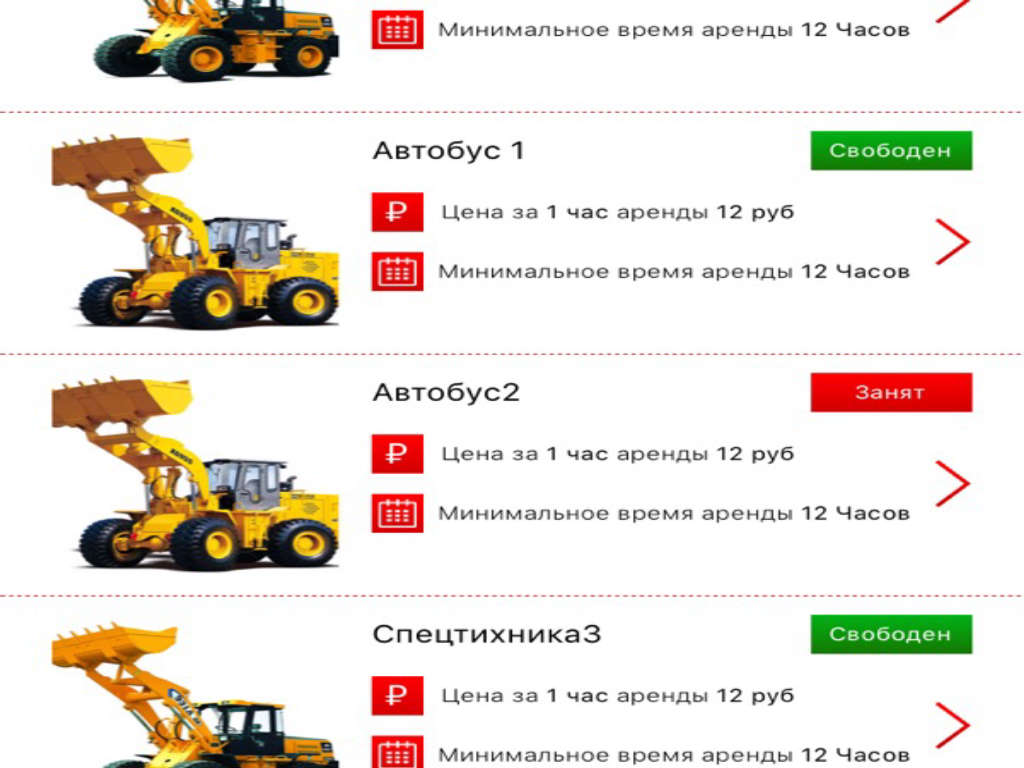 Минимальное время аренды 12 Часов
Автобус 1
Свободен
Цена за 1 час аренды 12 руб
Минимальное время аренды 12 Часов
Автобус2
Занят
Цена за 1 час аренды 12 руб
Минимальное время аренды 12 Часов
Спецтихника3
Свободен
Цена за 1 час аренды 12 руб
Минимальное время аренды 12 Часов